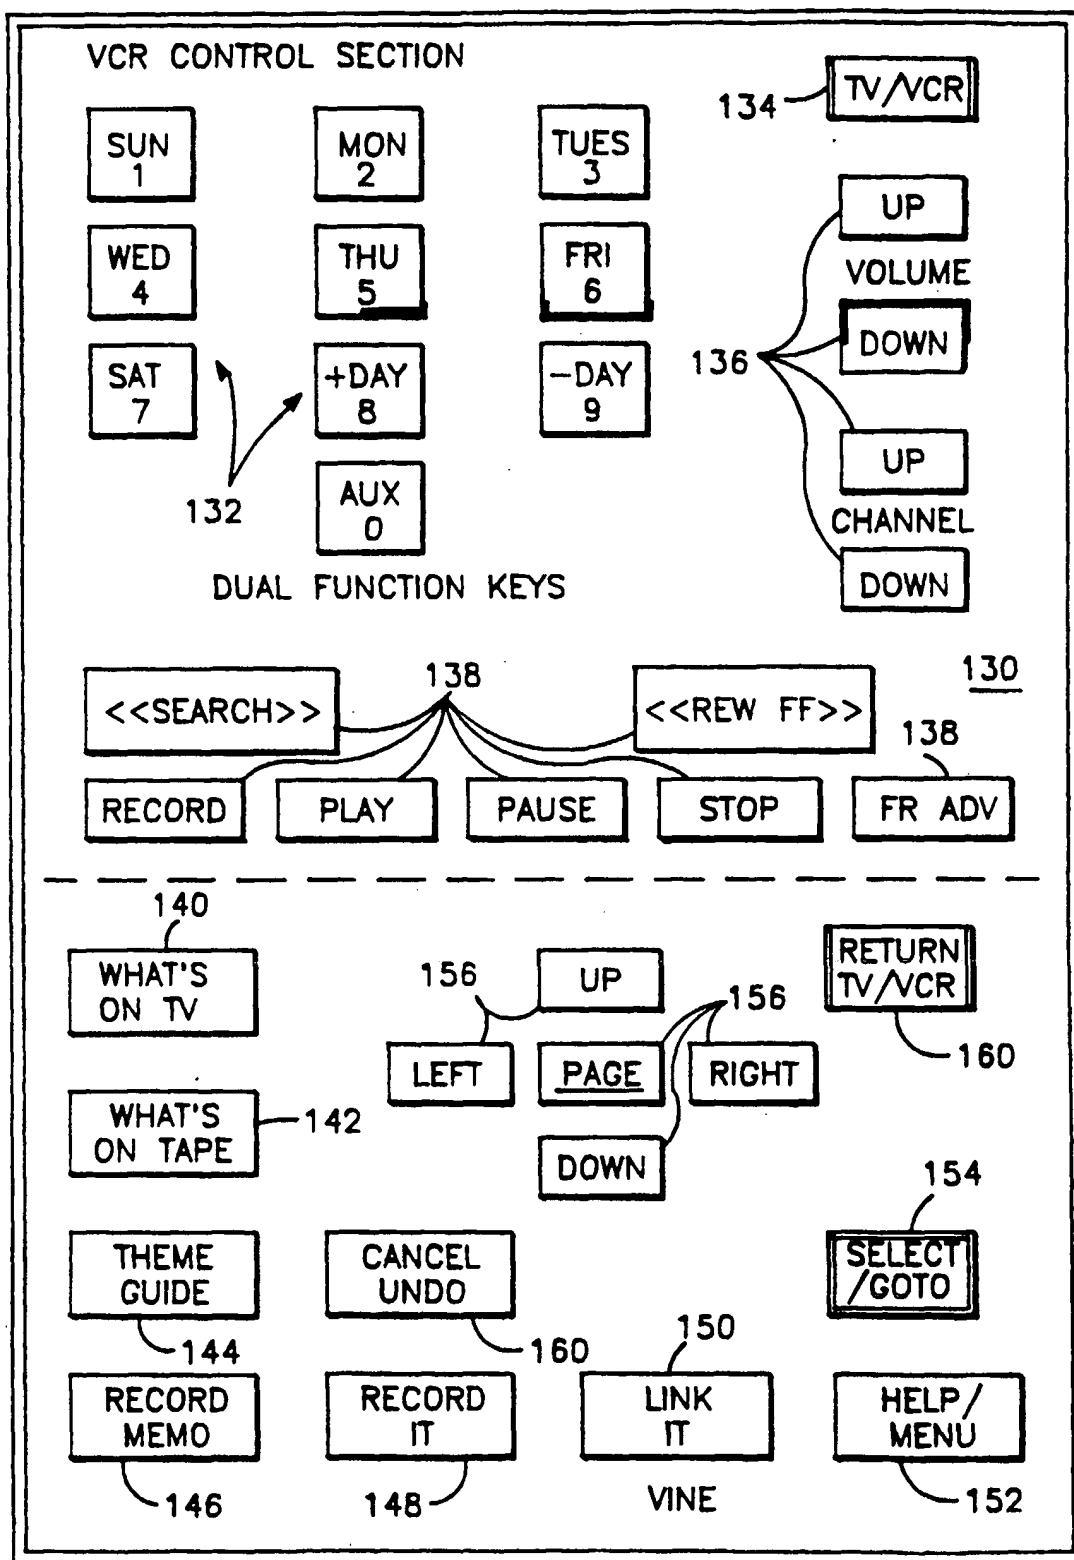 VCR CONTROL SECTION
134
TV/VCR
SUN
1
MON
2
TUES
3
UP
VOLUME
DOWN
WED
4
THU
5
FRI
6
136
SAT
7
+DAY
8
—DAY
9
UP
CHANNEL
DOWN
132
AUX
0
DUAL FUNCTION KEYS
138
130
<<SEARCH>>
<<REW FF>>
138
RECORD
PLAY
PAUSE
STOP
FR ADV
140
WHAT'S
ON TV
156
UP
156
RETURN
TV/VCR
160
LEFT
PAGE
RIGHT
WHAT'S
ON TAPE
142
DOWN
154
THEME
GUIDE
144
CANCEL
UNDO
160
SELECT
/GOTO
150
RECORD
MEMO
146
RECORD
IT
148
LINK
IT
VINE
HELP/
MENU
152